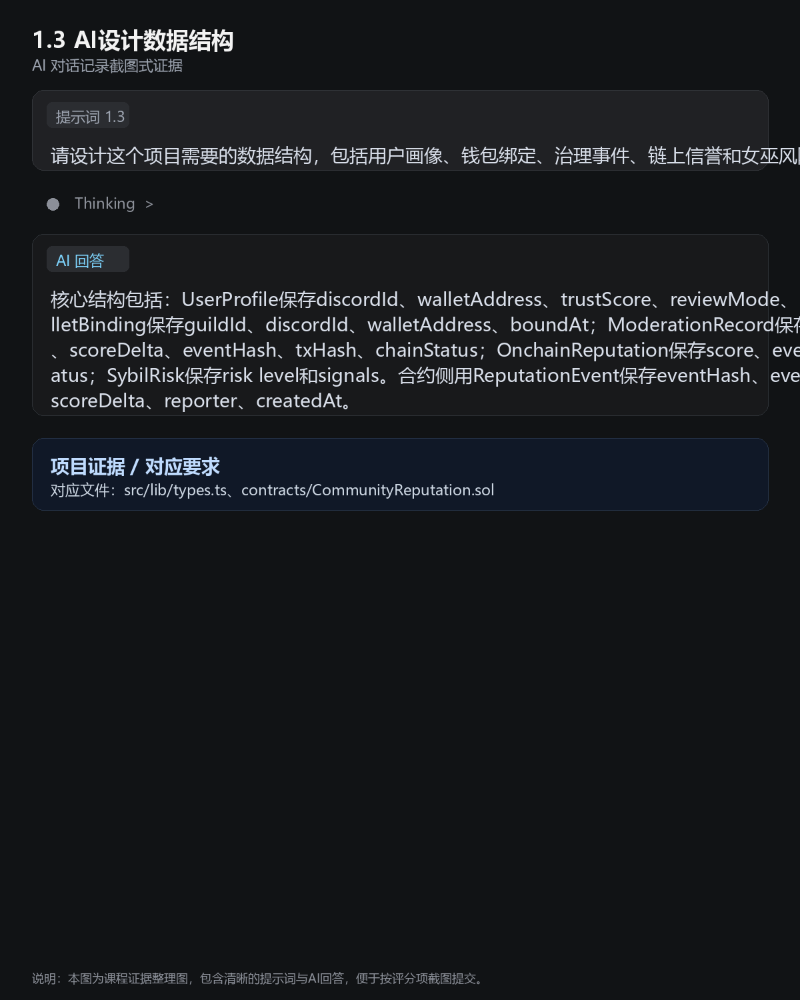 1.3 AI设计数据结构
AI 对话记录截图式证据
提示词 1.3
请设计这个项目需要的数据结构，包括用户画像、钱包绑定、治理事件、链上信誉和女巫风
Thinking >
AI 回答
核心结构包括：UserProfile保存discordId、walletAddress、trustScore、reviewMode、
lletBinding保存guildId、discordId、walletAddress、boundAt；ModerationRecord保存
、scoreDelta、eventHash、txHash、chainStatus；OnchainReputation保存score、eve
atus；SybilRisk保存risk level和signals。合约侧用ReputationEvent保存eventHash、eve
scoreDelta、reporter、createdAt。
项目证据 / 对应要求
对应文件：src/lib/types.ts、contracts/CommunityReputation.sol
说明：本图为课程证据整理图，包含清晰的提示词与AI回答，便于按评分项截图提交。